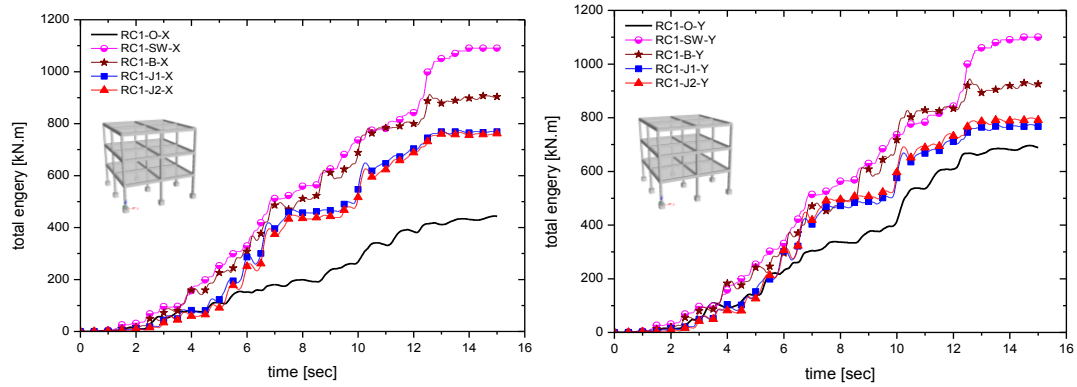 1200
1000
800
600
400
200
0
total engery [kN.m]
RC1-O-X
RC1-SW-X
RC1-B-X
RC1-J1-X
RC1-J2-X
0 2 4 6 8 10 12 14 16
time [sec]
1200
1000
800
600
400
200
0
total engery [kN.m]
RC1-O-Y
RC1-SW-Y
RC1-B-Y
RC1-J1-Y
RC1-J2-Y
0 2 4 6 8 10 12 14 16
time [sec]